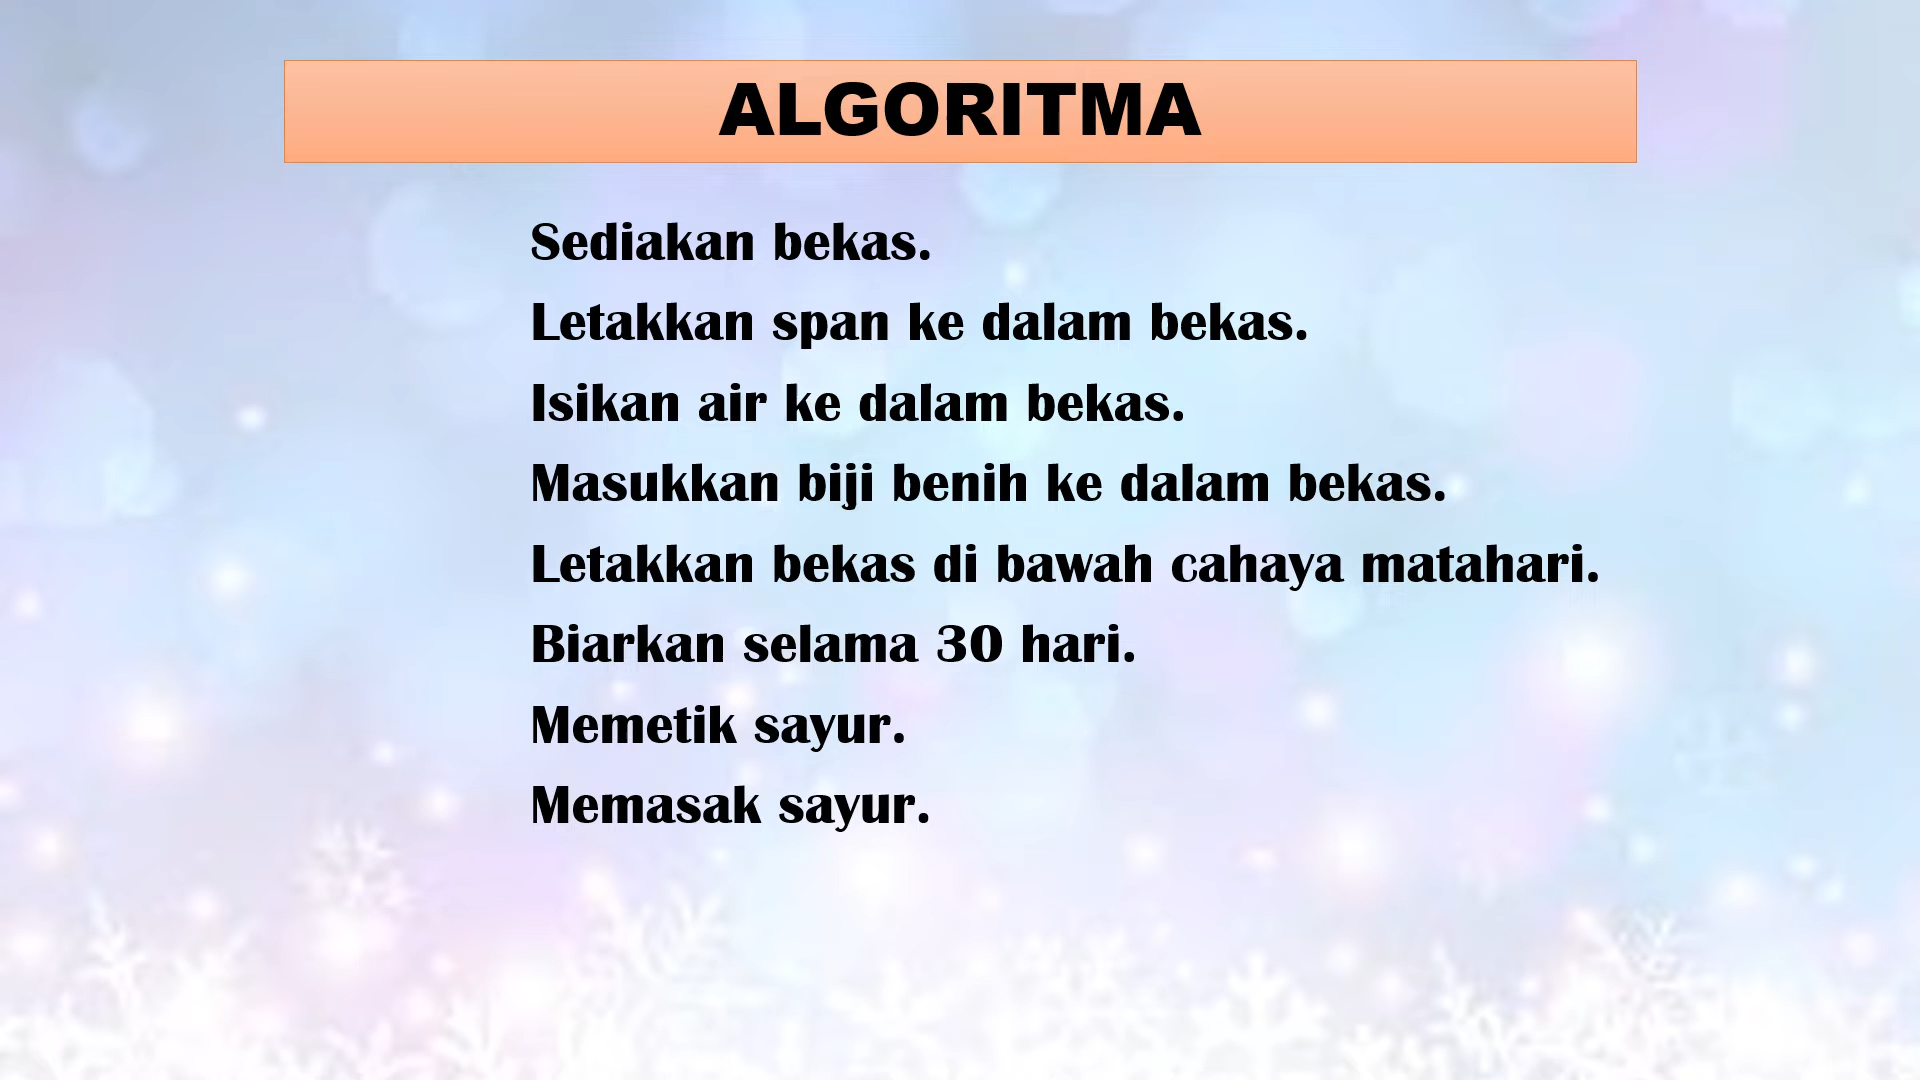 ALGORITMA
Sediakan bekas.
Letakkan span ke dalam bekas.
Isikan air ke dalam bekas.
Masukkan biji benih ke dalam bekas.
Letakkan bekas di bawah cahaya matahari.
Biarkan selama 30 hari.
Memetik sayur.
Memasak sayur.